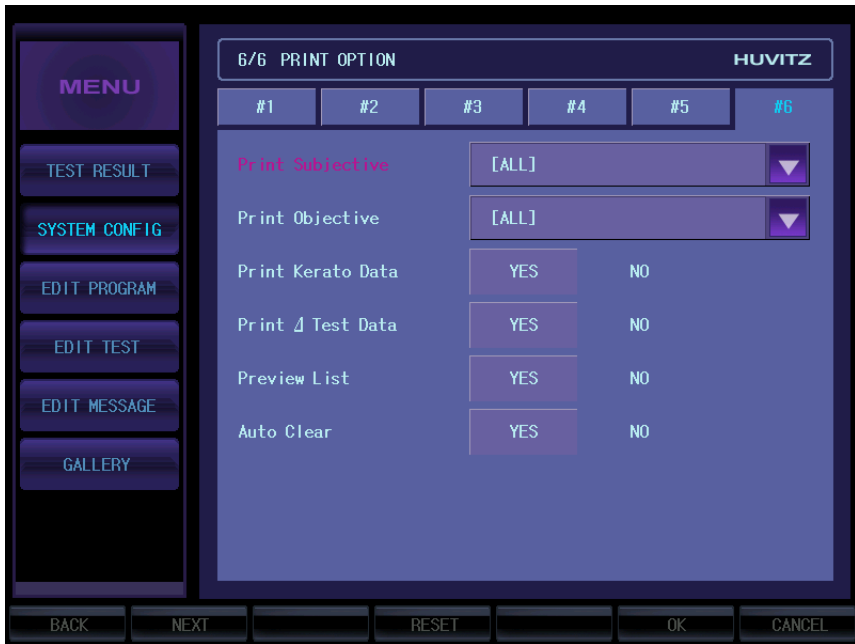 MENU
TEST RESULT
SYSTEM CONFIG
EDIT PROGRAM
EDIT TEST
EDIT MESSAGE
GALLERY
6/6 PRINT OPTION HUVITZ
#1 #2 #3 #4 #5 #6
Print Subjective [ALL]
Print Objective [ALL]
Print Kerato Data YES NO
Print ⊿ Test Data YES NO
Preview List YES NO
Auto Clear YES NO
BACK NEXT RESET OK CANCEL